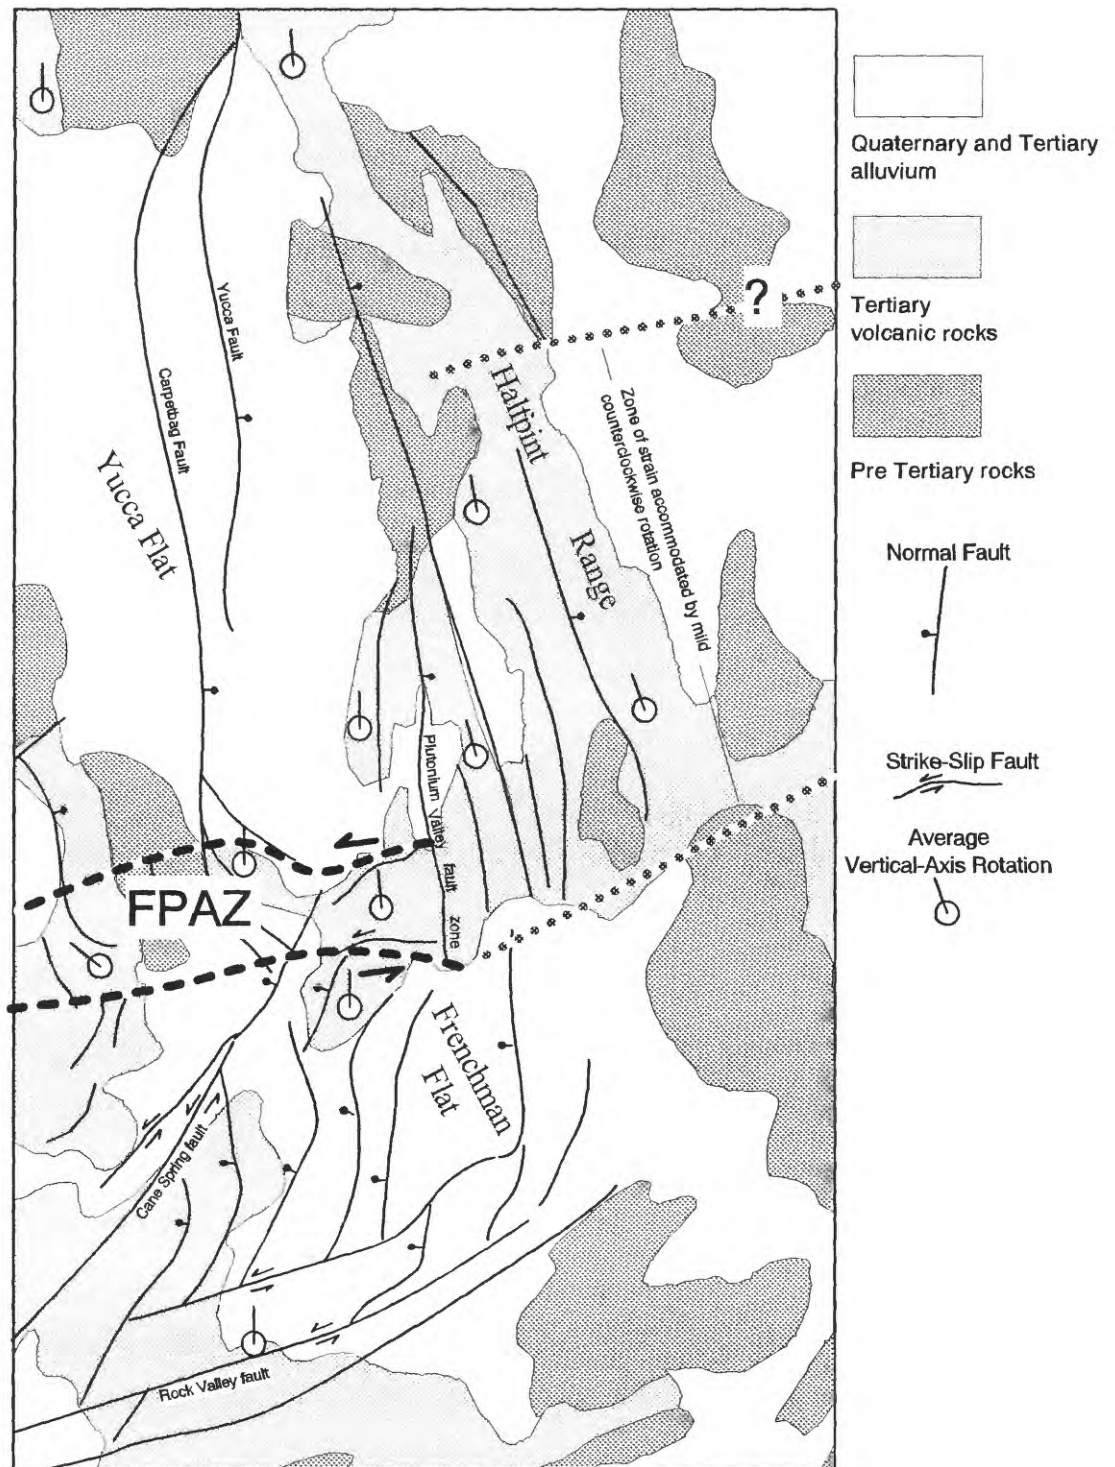 Yucca Fault
Carpetbag Fault
Yucca Flat
?
Halfpint
Range
Zone of strain accommodated by mild
counterclockwise rotation
Plutonium Valley
fault
zone
FPAZ
Frenchman
Flat
Cane Spring fault
Rock Valley fault
Quaternary and Tertiary
alluvium
Tertiary
volcanic rocks
Pre Tertiary rocks
Normal Fault
Strike-Slip Fault
Average
Vertical-Axis Rotation